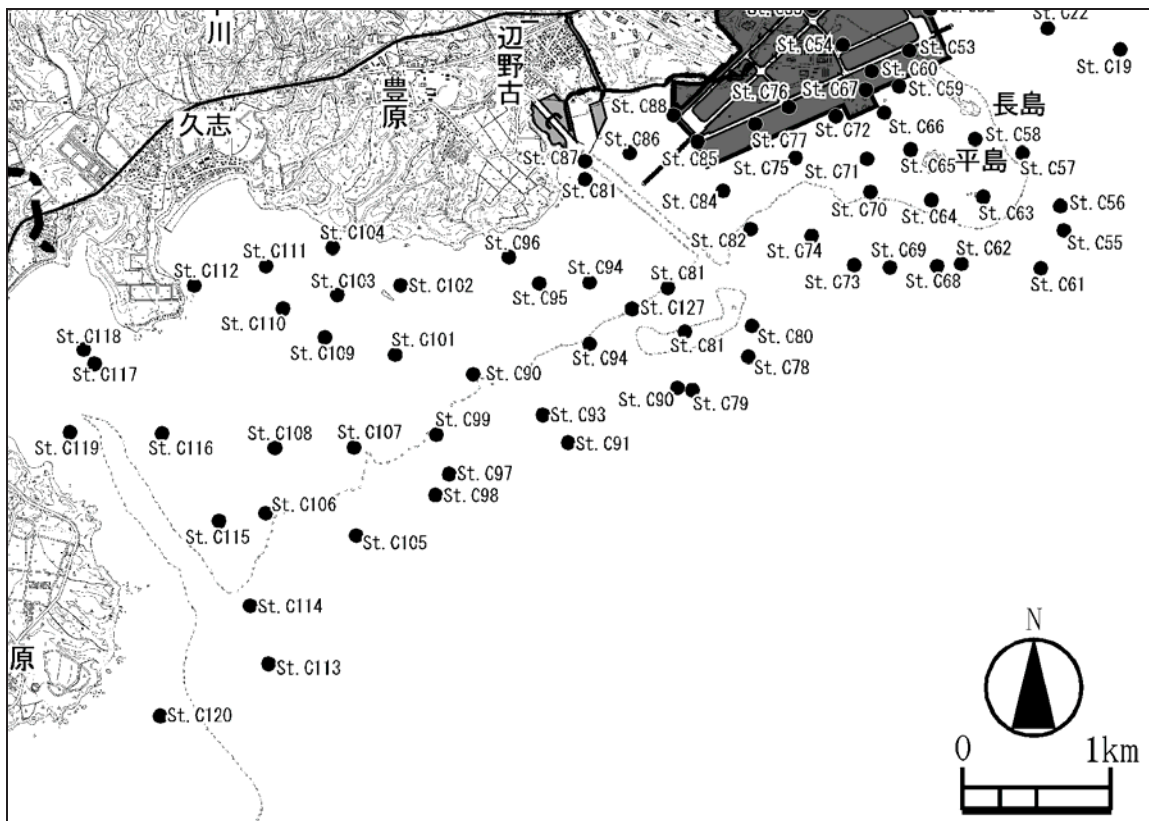 川
辺野古
豊原
久志
長島
平島
原
St. C54
St. C53
St. C22
St. C19
St. C60
St. C59
St. C67
St. C76
St. C88
St. C86
St. C72
St. C66
St. C58
St. C57
St. C87
St. C85
St. C77
St. C75
St. C71
St. C65
St. C81
St. C84
St. C70
St. C64
St. C63
St. C56
St. C55
St. C82
St. C74
St. C104
St. C96
St. C111
St. C112
St. C103
St. C102
St. C95
St. C94
St. C81
St. C73
St. C69
St. C68
St. C62
St. C61
St. C110
St. C127
St. C109
St. C101
St. C94
St. C81
St. C80
St. C78
St. C118
St. C117
St. C90
St. C90
St. C79
St. C93
St. C91
St. C99
St. C119
St. C116
St. C108
St. C107
St. C97
St. C98
St. C106
St. C115
St. C105
St. C114
St. C113
St. C120
N
0 1km